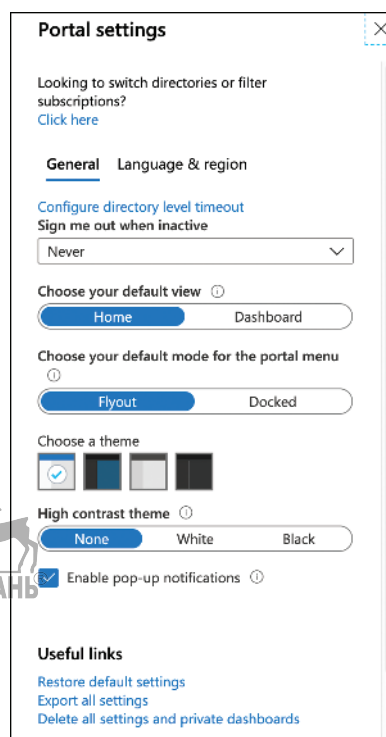 Portal settings
Looking to switch directories or filter
subscriptions?
Click here
General Language & region
Configure directory level timeout
Sign me out when inactive
Never
Choose your default view
Home Dashboard
Choose your default mode for the portal menu
Flyout Docked
Choose a theme
High contrast theme
None White Black
Enable pop-up notifications
АНЬ
Useful links
Restore default settings
Export all settings
Delete all settings and private dashboards